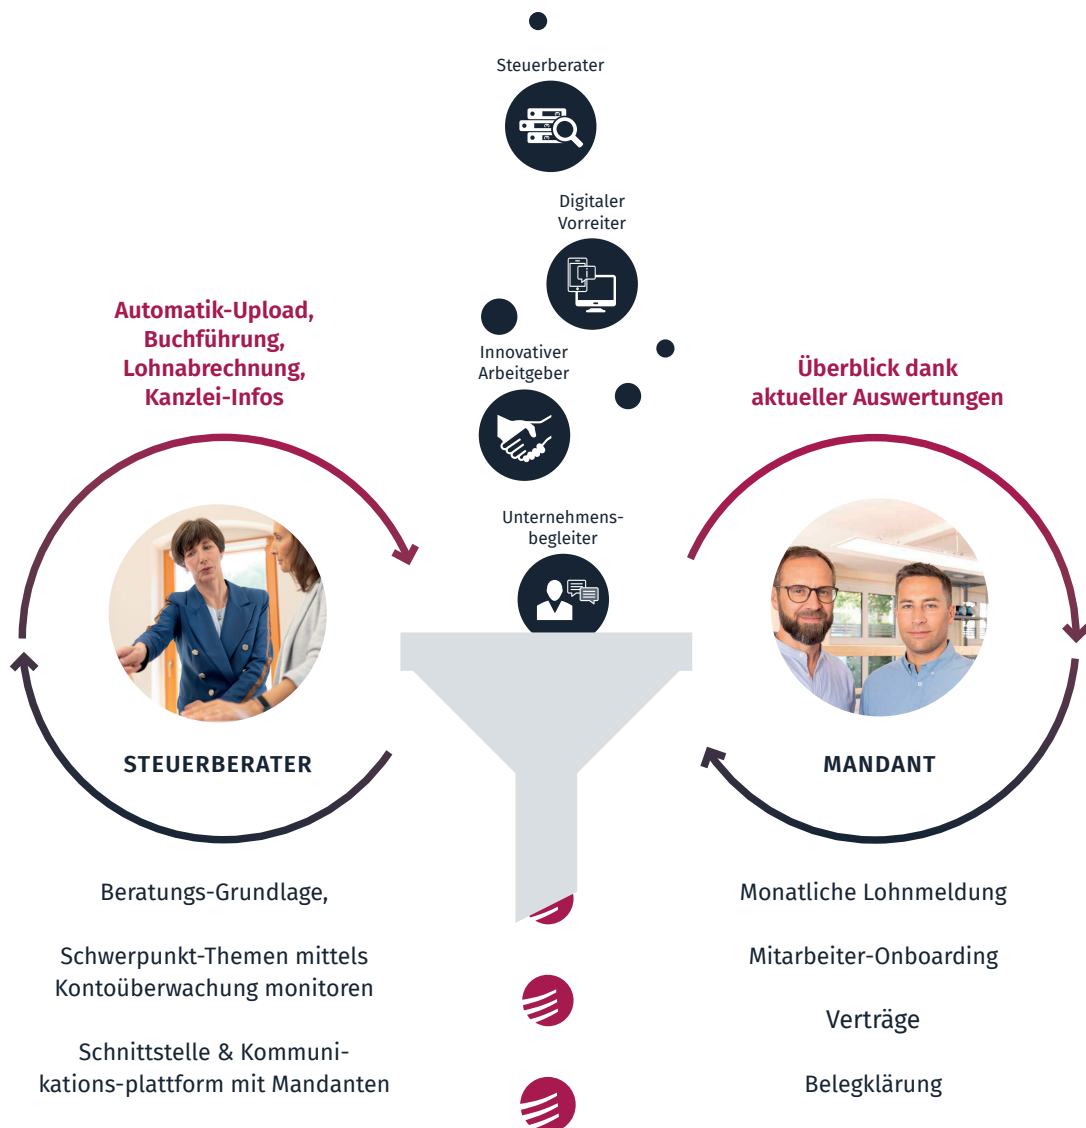 Steuerberater
Digitaler
Vorreiter
Innovativer
Arbeitgeber
Unternehmens-
begleiter
Automatik-Upload,
Buchführung,
Lohnabrechnung,
Kanzlei-Infos
STEUERBERATER
Beratungs-Grundlage,
Schwerpunkt-Themen mittels
Kontoüberwachung monitoren
Schnittstelle & Kommuni-
kations-plattform mit Mandanten
Überblick dank
aktueller Auswertungen
MANDANT
Monatliche Lohnmeldung
Mitarbeiter-Onboarding
Verträge
Belegklärung